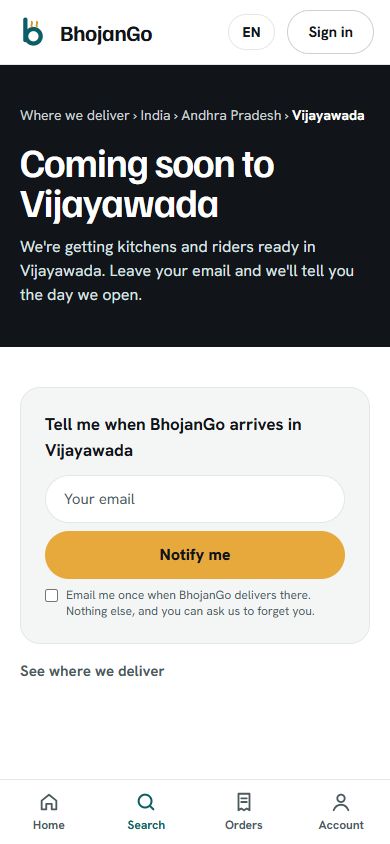 BhojanGo
EN
Sign in
Where we deliver › India › Andhra Pradesh › Vijayawada
Coming soon to
Vijayawada
We're getting kitchens and riders ready in
Vijayawada. Leave your email and we'll tell you
the day we open.
Tell me when BhojanGo arrives in
Vijayawada
Your email
Notify me
Email me once when BhojanGo delivers there.
Nothing else, and you can ask us to forget you.
See where we deliver
Home
Search
Orders
Account